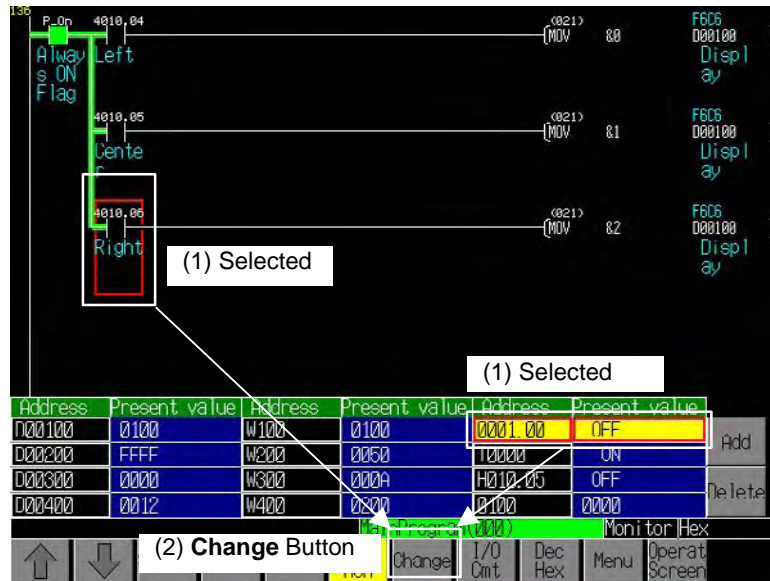 136
P_On 4010.04 (021) F6C6
[MOV &0 D00100
Always ON Flag Left Display
4010.05 (021) F6C6
[MOV &1 D00100
Cente Display
4010.06 (021) F6C6
[MOV &2 D00100
Right Display
(1) Selected
(1) Selected
Address Present value Address Present value Address Present value
D00100 0100 W100 0100 0001.00 OFF
D00200 FFFF W200 0050 T0000 ON
D00300 0000 W300 000A H010.05 OFF
D00400 0012 W400 0200 0100 0000
Add
Delete
MainProgram(000) Monitor Hex
(2) Change Button
Change I/O Cmt Dec Hex Menu Operat Screen